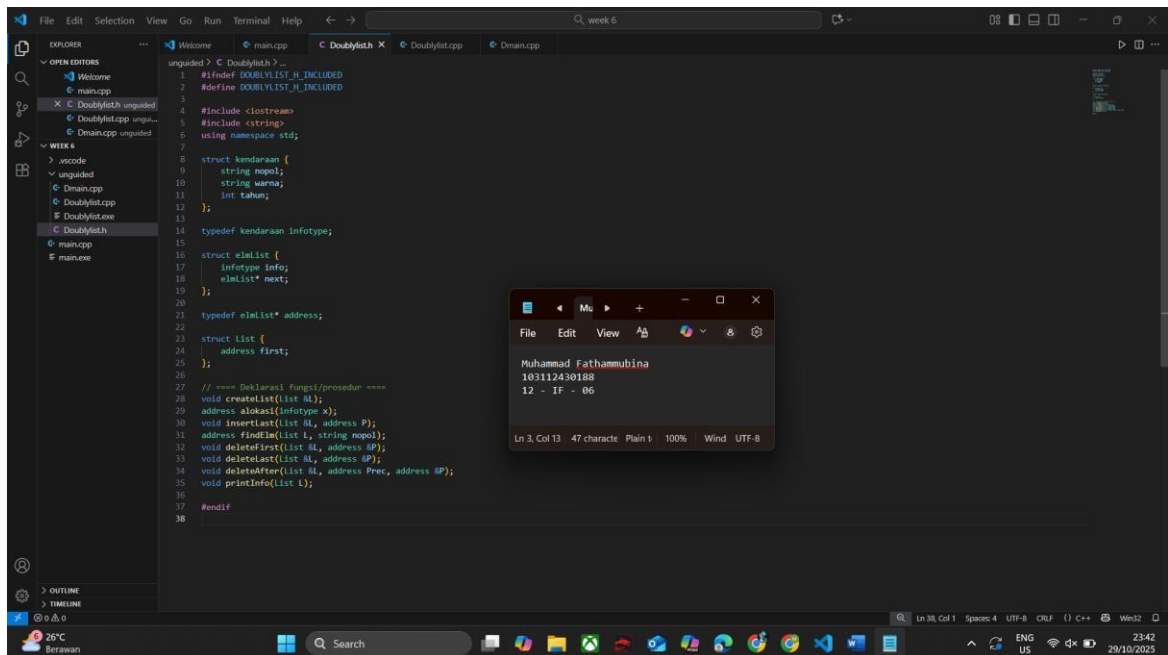 File Edit Selection View Go Run Terminal Help
week 6
EXPLORER
OPEN EDITORS
Welcome
main.cpp
Doublylist.h unguided
Doublylist.cpp ungui...
Dmain.cpp unguided
WEEK 6
.vscode
unguided
Dmain.cpp
Doublylist.cpp
Doublylist.exe
Doublylist.h
main.cpp
main.exe
OUTLINE
TIMELINE
Welcome main.cpp Doublylist.h Doublylist.cpp Dmain.cpp
unguided > C Doublylist.h > ...
1 #ifndef DOUBLYLIST_H_INCLUDED
2 #define DOUBLYLIST_H_INCLUDED
3
4 #include <iostream>
5 #include <string>
6 using namespace std;
7
8 struct kendaraan {
9 string nopol;
10 string warna;
11 int tahun;
12 };
13
14 typedef kendaraan infotype;
15
16 struct elmList {
17 infotype info;
18 elmList* next;
19 };
20
21 typedef elmList* address;
22
23 struct List {
24 address first;
25 };
26
27 // ==== Deklarasi fungsi/prosedur ====
28 void createList(List &L);
29 address alokasi(infotype x);
30 void insertLast(List &L, address P);
31 address findElm(List L, string nopol);
32 void deleteFirst(List &L, address &P);
33 void deleteLast(List &L, address &P);
34 void deleteAfter(List &L, address Prec, address &P);
35 void printInfo(List L);
36
37 #endif
38
Mu
File Edit View
Muhammad Fathammubina
103112430188
12 - IF - 06
Ln 3, Col 13 47 characte Plain t 100% Wind UTF-8
0 0
Ln 38, Col 1 Spaces: 4 UTF-8 CRLF {} C++ Win32
6
26°C
Berawan
Search
ENG
US
23:42
29/10/2025